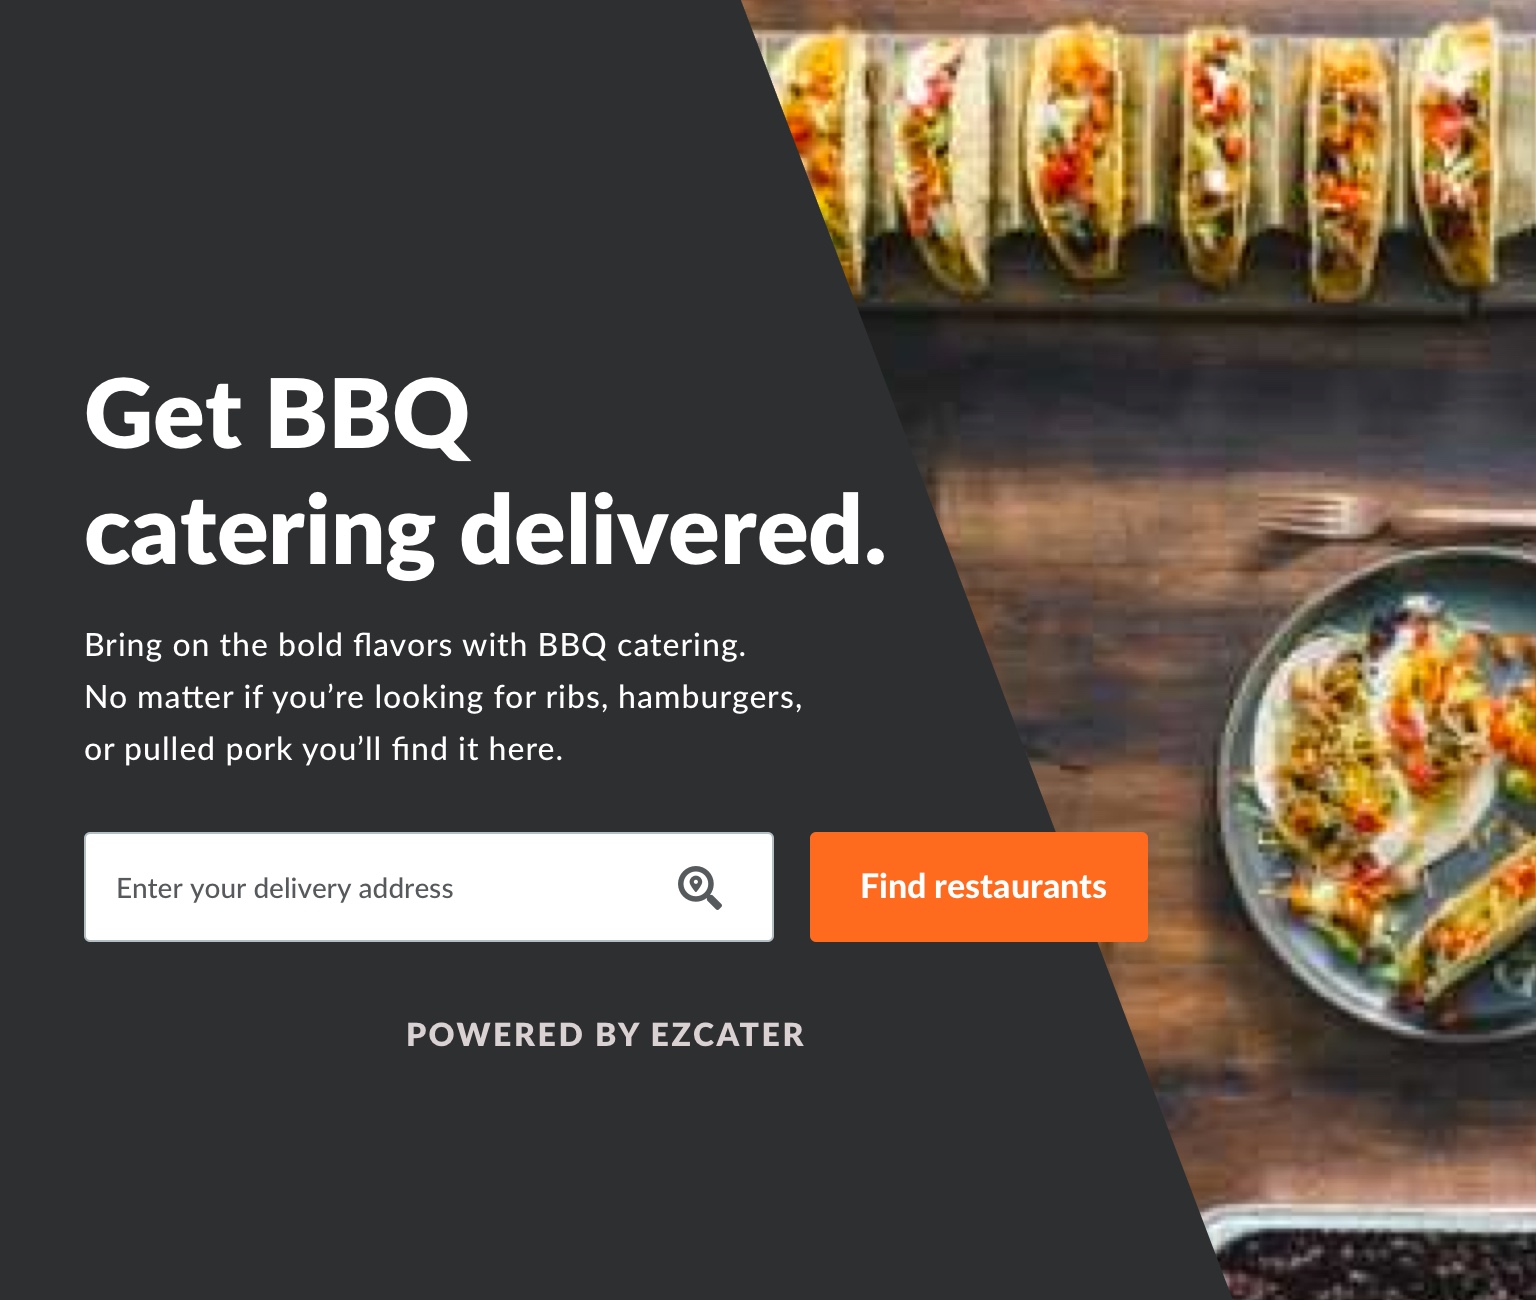 Get BBQ
catering delivered.
Bring on the bold flavors with BBQ catering.
No matter if you’re looking for ribs, hamburgers,
or pulled pork you’ll find it here.
Enter your delivery address
Find restaurants
POWERED BY EZCATER